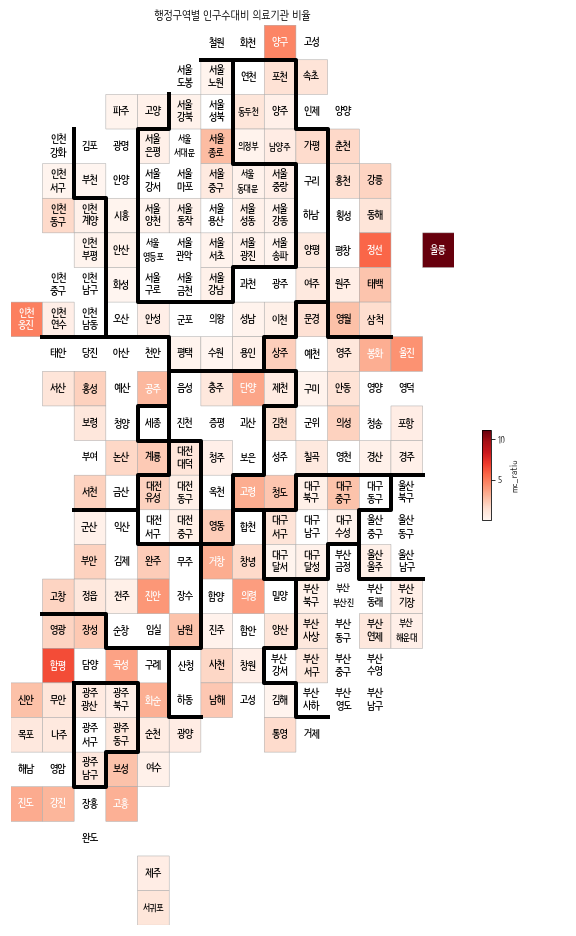 행정구역별 인구수대비 의료기관 비율
철원 화천 양구 고성
서울 도봉 서울 노원 연천 포천 속초
파주 고양 서울 강북 서울 성북 동두천 양주 인제 양양
인천 강화 김포 광명 서울 은평 서울 서대문 서울 종로 의정부 남양주 가평 춘천
인천 서구 부천 안양 서울 강서 서울 마포 서울 중구 서울 동대문 서울 중랑 구리 홍천 강릉
인천 동구 인천 계양 시흥 서울 양천 서울 동작 서울 용산 서울 성동 서울 강동 하남 횡성 동해
인천 부평 안산 서울 영등포 서울 관악 서울 서초 서울 광진 서울 송파 양평 평창 정선 울릉
인천 중구 인천 남구 화성 서울 구로 서울 금천 서울 강남 과천 광주 여주 원주 태백
인천 옹진 인천 연수 인천 남동 오산 안성 군포 의왕 성남 이천 문경 영월 삼척
태안 당진 아산 천안 평택 수원 용인 상주 예천 영주 봉화 울진
서산 홍성 예산 공주 음성 충주 단양 제천 구미 안동 영양 영덕
보령 청양 세종 진천 증평 괴산 김천 군위 의성 청송 포항
부여 논산 계룡 대전 대덕 청주 보은 성주 칠곡 영천 경산 경주
서천 금산 대전 유성 대전 동구 옥천 고령 청도 대구 북구 대구 중구 대구 동구 울산 북구
군산 익산 대전 서구 대전 중구 영동 합천 대구 서구 대구 남구 대구 수성 울산 중구 울산 동구
부안 김제 완주 무주 거창 창녕 대구 달서 대구 달성 부산 금정 울산 울주 울산 남구
고창 정읍 전주 진안 장수 함양 의령 밀양 부산 북구 부산 부산진 부산 동래 부산 기장
영광 장성 순창 임실 남원 진주 함안 양산 부산 사상 부산 동구 부산 연제 부산 해운대
함평 담양 곡성 구례 산청 사천 창원 부산 강서 부산 서구 부산 중구 부산 수영
신안 무안 광주 광산 광주 북구 화순 하동 남해 고성 김해 부산 사하 부산 영도 부산 남구
목포 나주 광주 서구 광주 동구 순천 광양 통영 거제
해남 영암 광주 남구 보성 여수
진도 강진 장흥 고흥
완도
제주
서귀포
10
5
mc_ratio